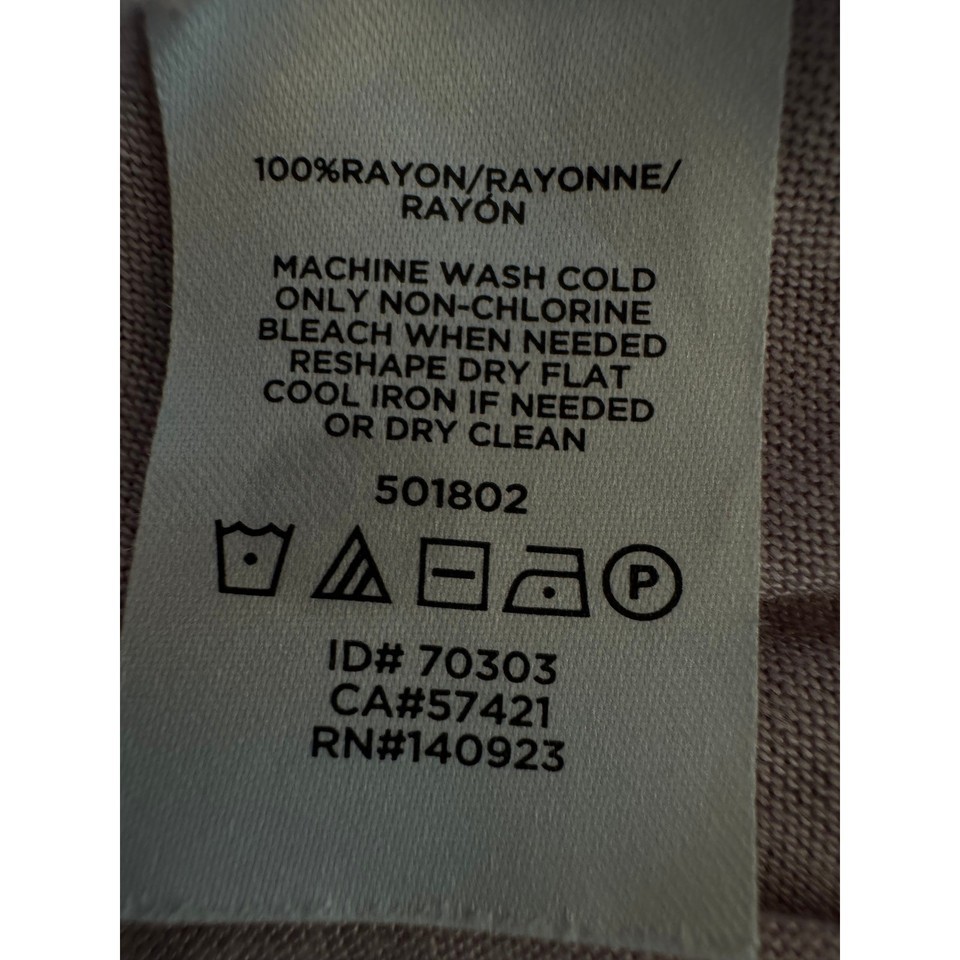 100%RAYON/RAYONNE/
RAYÓN
MACHINE WASH COLD
ONLY NON-CHLORINE
BLEACH WHEN NEEDED
RESHAPE DRY FLAT
COOL IRON IF NEEDED
OR DRY CLEAN
501802
P
ID# 70303
CA#57421
RN#140923